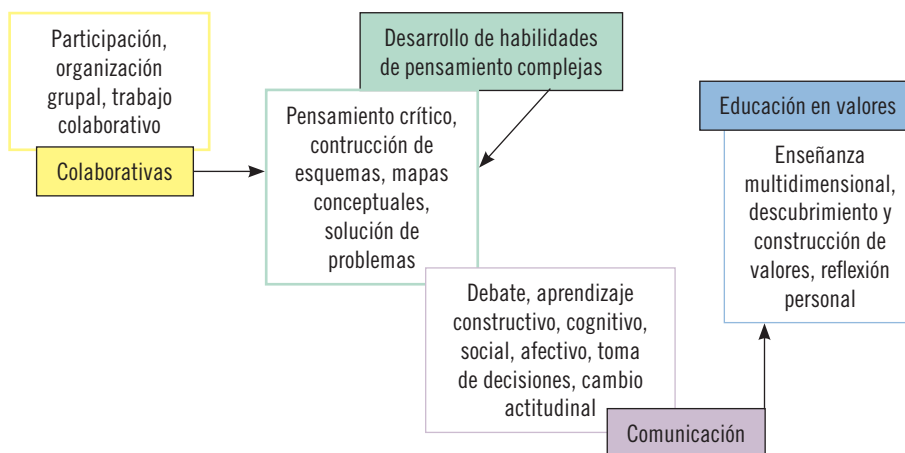 Participación,
organización
grupal, trabajo
colaborativo
Colaborativas
Desarrollo de habilidades
de pensamiento complejas
Pensamiento crítico,
contrucción de
esquemas, mapas
conceptuales,
solución de
problemas
Educación en valores
Enseñanza
multidimensional,
descubrimiento y
construcción de
valores, reflexión
personal
Debate, aprendizaje
constructivo, cognitivo,
social, afectivo, toma
de decisiones, cambio
actitudinal
Comunicación